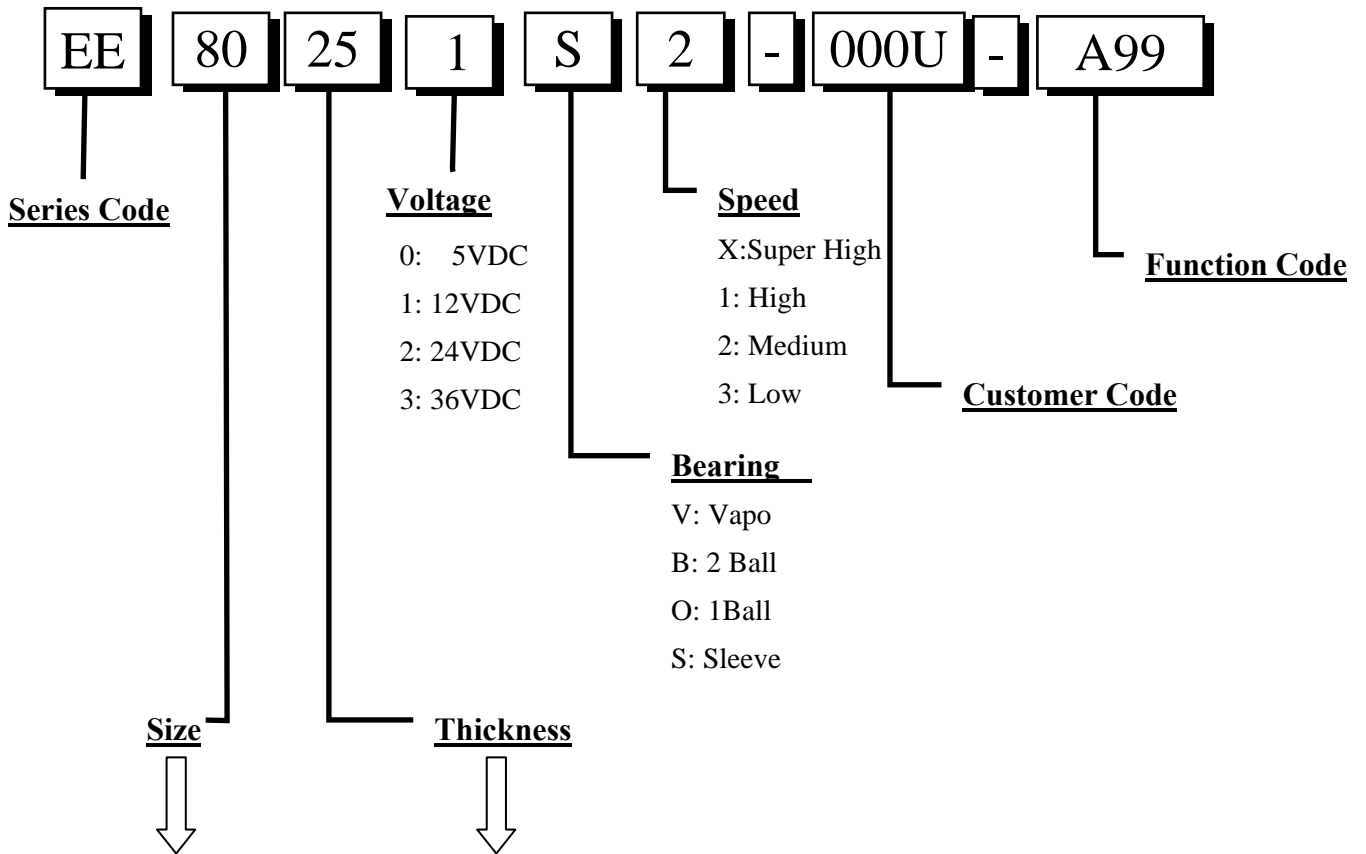 EE 80 25 1 S 2 - 000U - A99
Series Code
Voltage
0: 5VDC
1: 12VDC
2: 24VDC
3: 36VDC
Speed
X:Super High
1: High
2: Medium
3: Low
Function Code
Customer Code
Bearing
V: Vapo
B: 2 Ball
O: 1Ball
S: Sleeve
Size
Thickness